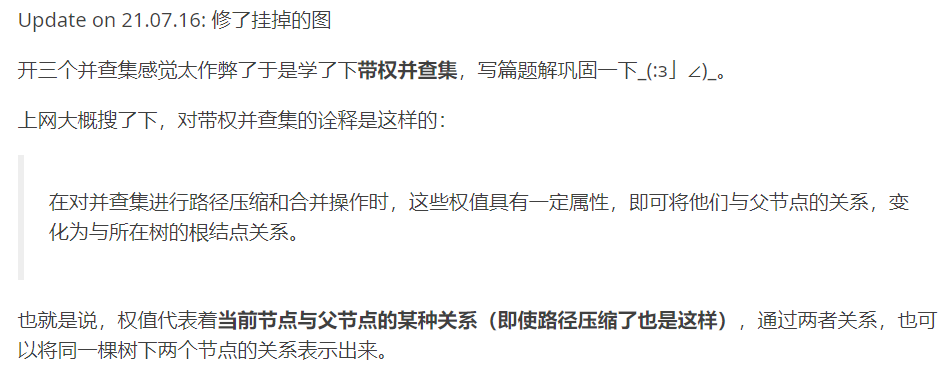 Update on 21.07.16: 修了挂掉的图
开三个并查集感觉太作弊了于是学了下带权并查集，写篇题解巩固一下_(:з」∠)_。
上网大概搜了下，对带权并查集的诠释是这样的：
在对并查集进行路径压缩和合并操作时，这些权值具有一定属性，即可将他们与父节点的关系，变
化为与所在树的根结点关系。
也就是说，权值代表着当前节点与父节点的某种关系（即使路径压缩了也是这样），通过两者关系，也可
以将同一棵树下两个节点的关系表示出来。